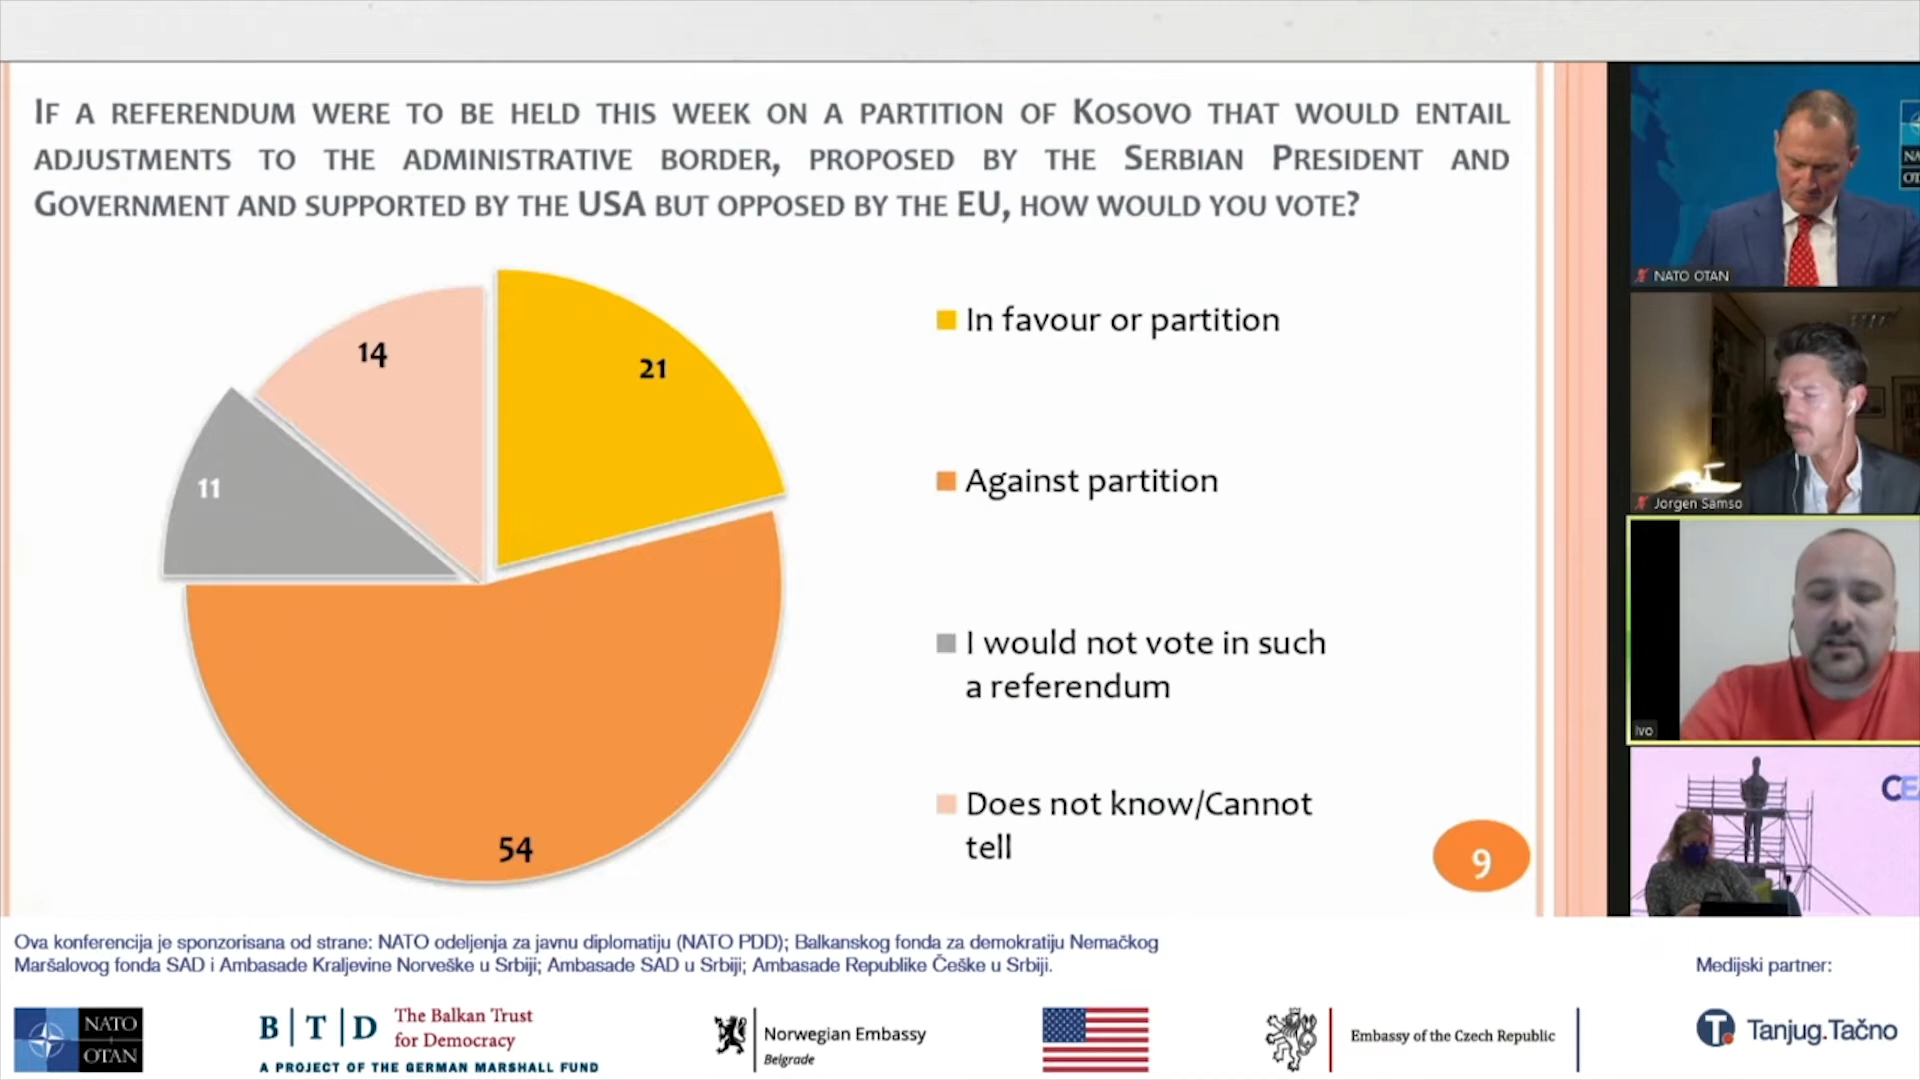 IF A REFERENDUM WERE TO BE HELD THIS WEEK ON A PARTITION OF KOSOVO THAT WOULD ENTAIL
ADJUSTMENTS TO THE ADMINISTRATIVE BORDER, PROPOSED BY THE SERBIAN PRESIDENT AND
GOVERNMENT AND SUPPORTED BY THE USA BUT OPPOSED BY THE EU, HOW WOULD YOU VOTE?
21
14
11
54
In favour or partition
Against partition
I would not vote in such
a referendum
Does not know/Cannot
tell
9
NATO OTAN
Jorgen Samso
Ivo
Ova konferencija je sponzorisana od strane: NATO odeljenja za javnu diplomatiju (NATO PDD); Balkanskog fonda za demokratiju Nemačkog
Maršalovog fonda SAD i Ambasade Kraljevine Norveške u Srbiji; Ambasade SAD u Srbiji; Ambasade Republike Češke u Srbiji.
Medijski partner:
NATO
OTAN
B|T|D
The Balkan Trust
for Democracy
A PROJECT OF THE GERMAN MARSHALL FUND
Norwegian Embassy
Belgrade
Embassy of the Czech Republic
T.
Tanjug.Tačno